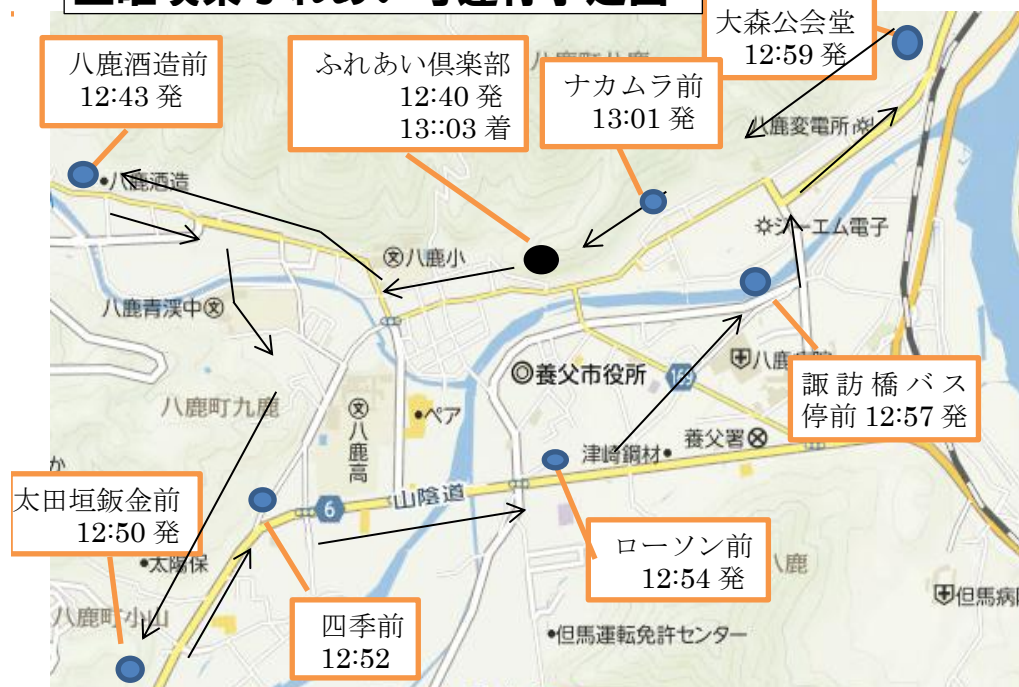 大森公会堂
12:59 発
八鹿酒造前
12:43 発
ふれあい倶楽部
12:40 発
13::03 着
ナカムラ前
13:01 発
八鹿変電所
八鹿酒造
八鹿小
ジーエム電子
八鹿青渓中
養父市役所
169
諏訪橋バス
停前 12:57 発
八鹿町九鹿
ペア
八鹿高
津崎鋼材
養父署
か
太田垣鈑金前
12:50 発
6
山陰道
ローソン前
12:54 発
太陽保
八鹿
八鹿町小山
四季前
12:52
但馬運転免許センター
但馬病